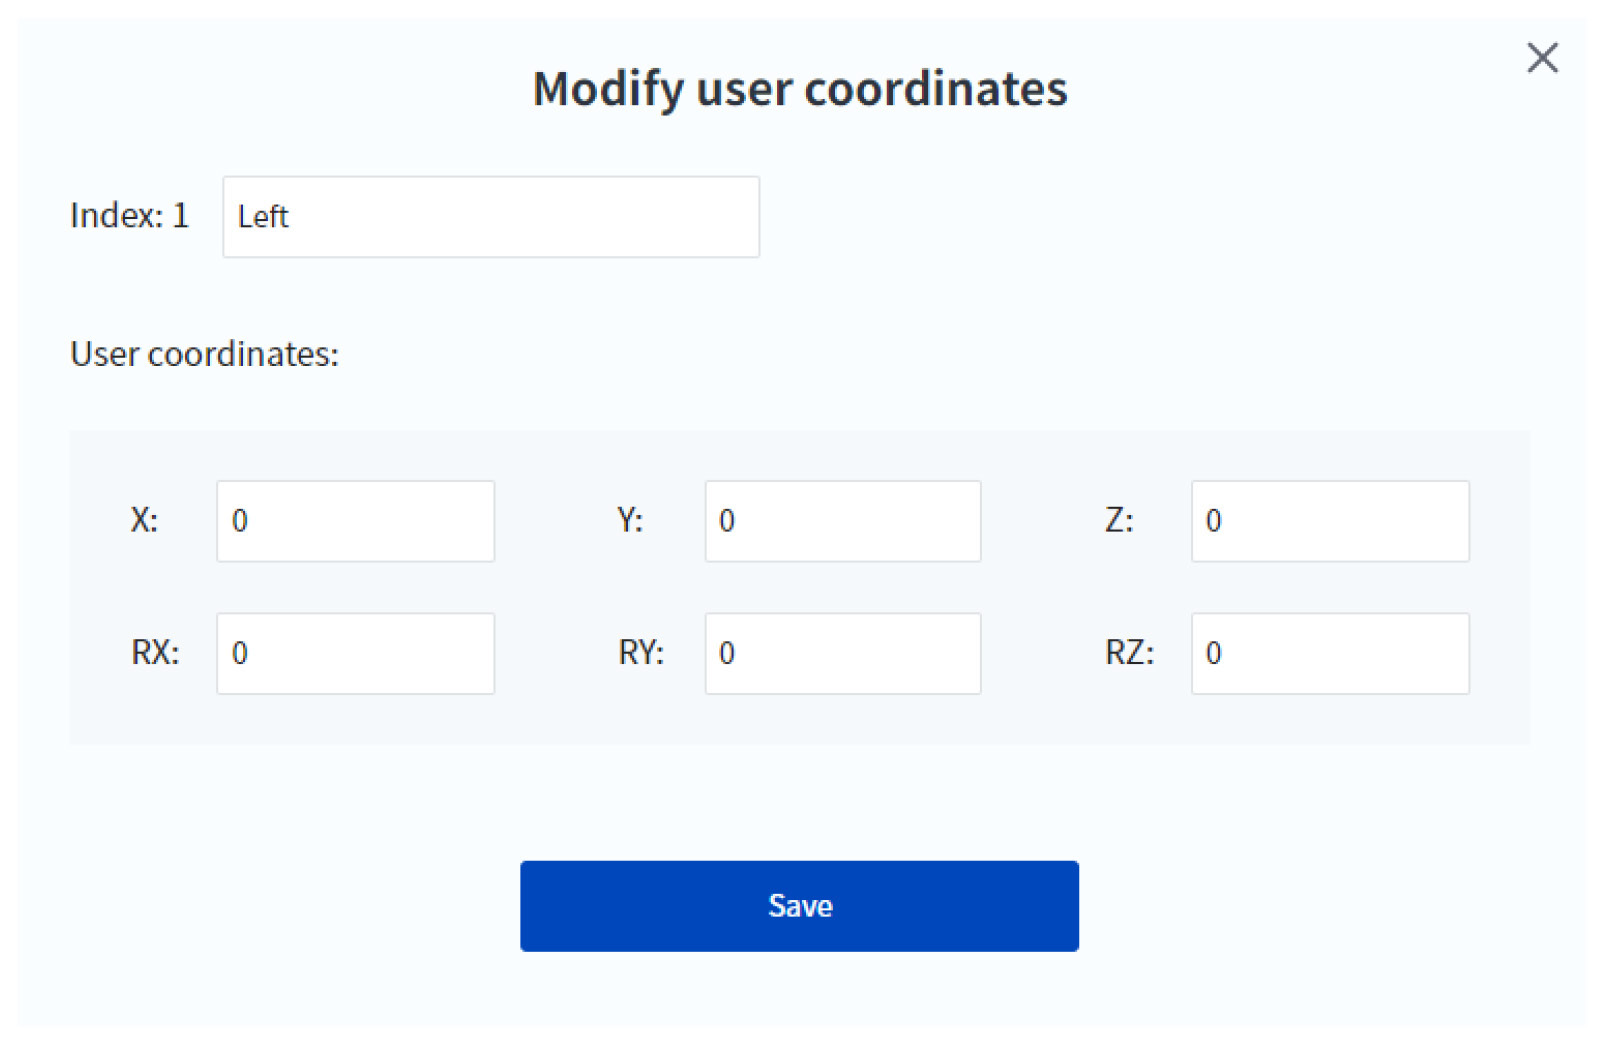 Modify user coordinates
Index: 1 Left
User coordinates:
X: 0 Y: 0 Z: 0
RX: 0 RY: 0 RZ: 0
Save